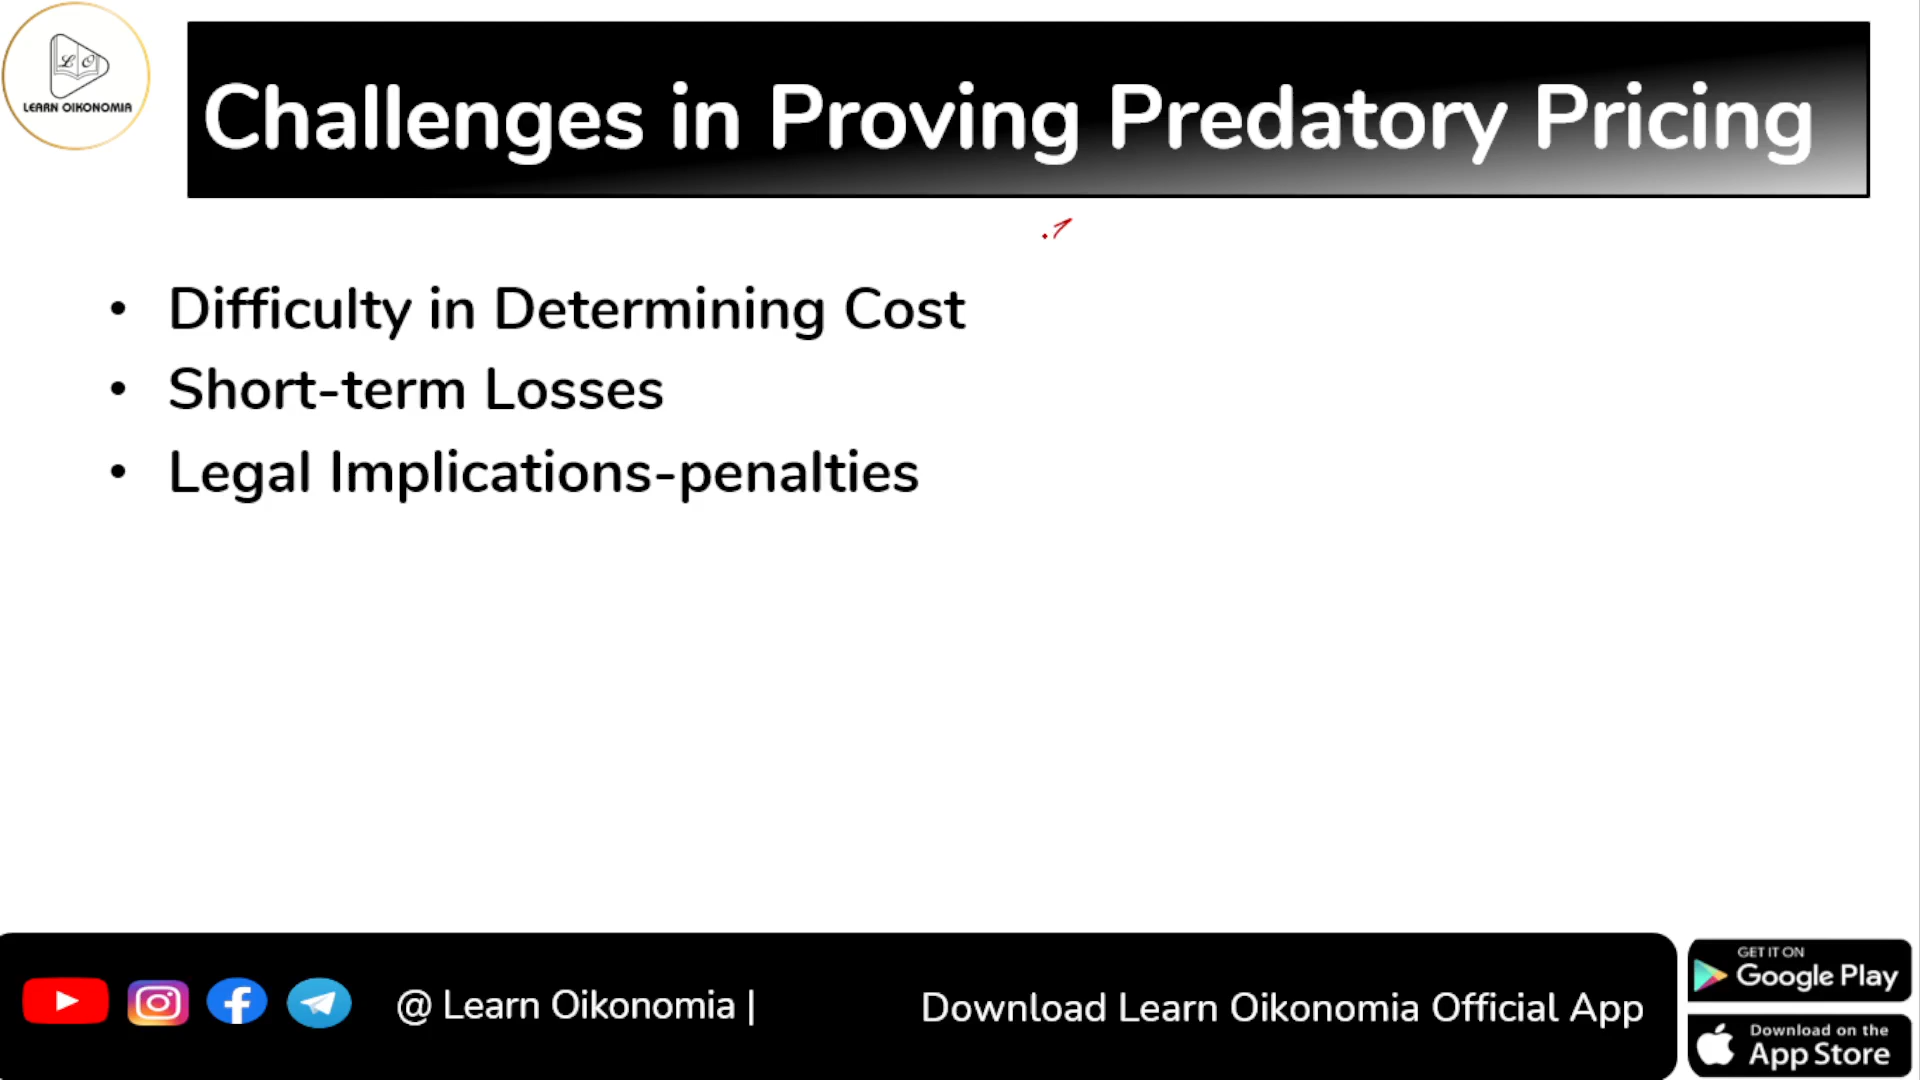 LO
LEARN OIKONOMIA
Challenges in Proving Predatory Pricing
• Difficulty in Determining Cost
• Short-term Losses
• Legal Implications-penalties
@ Learn Oikonomia |
Download Learn Oikonomia Official App
GET IT ON
Google Play
Download on the
App Store